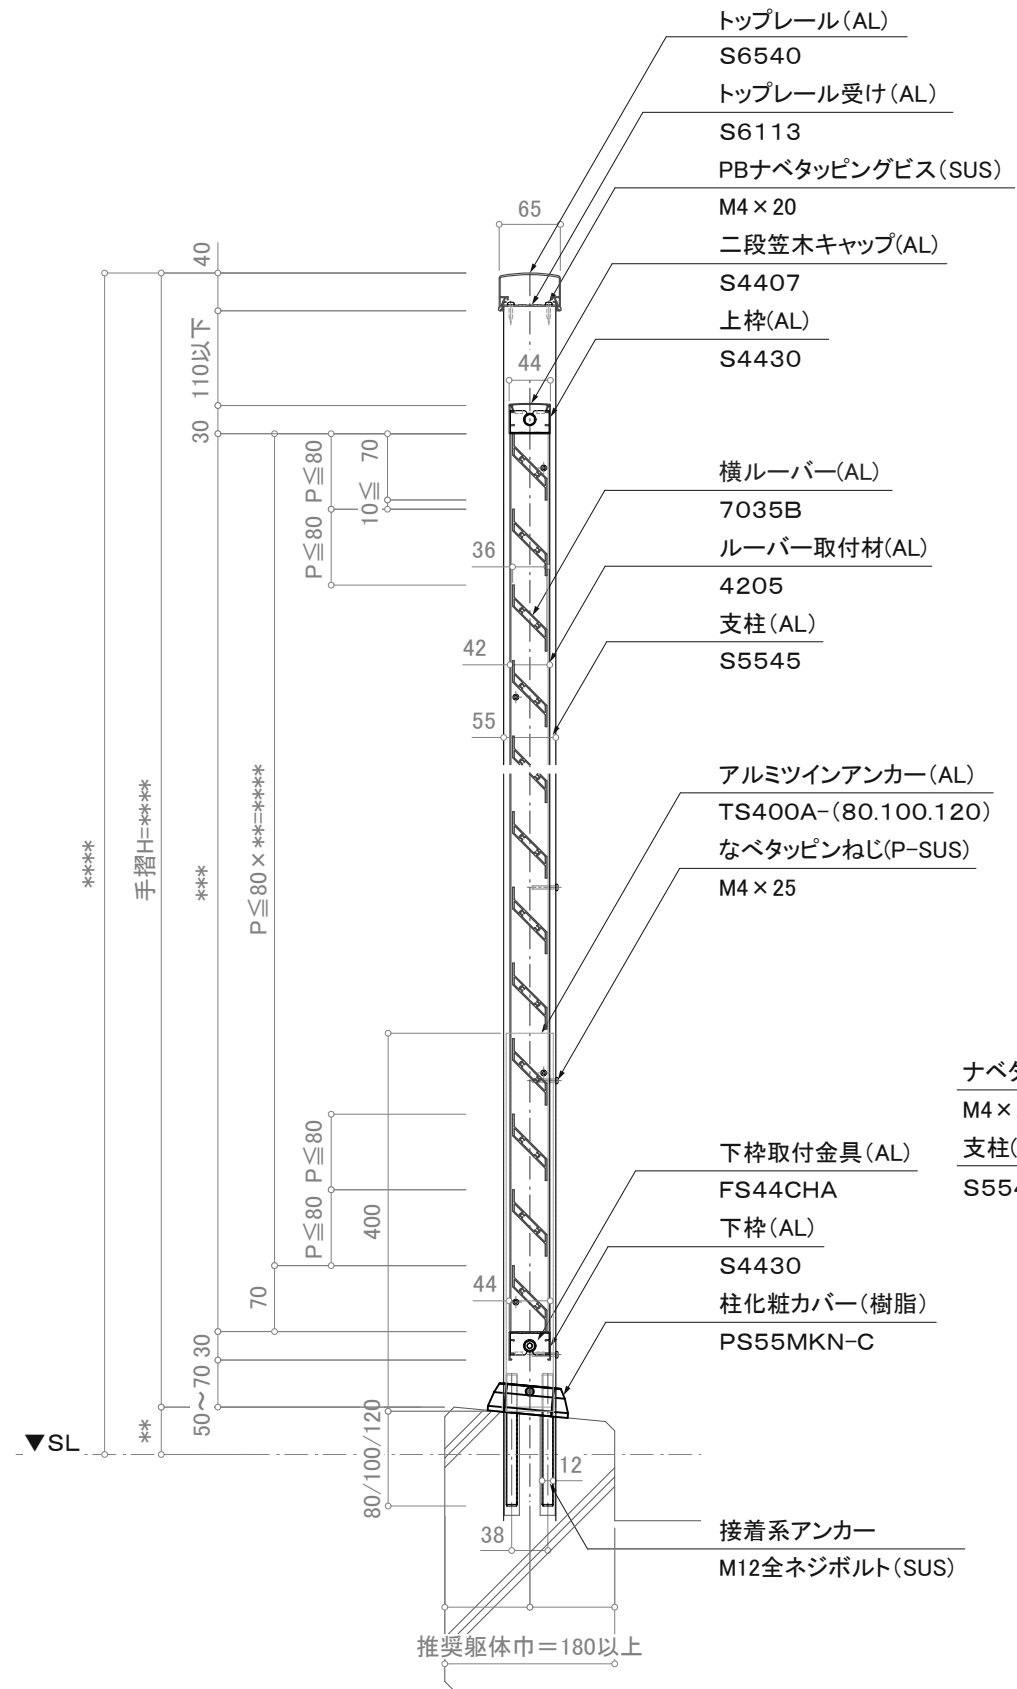 トップレール(AL)
S6540
トップレール受け(AL)
S6113
PBナベタッピングビス(SUS)
M4×20
二段笠木キャップ(AL)
S4407
上枠(AL)
S4430
横ルーバー(AL)
7035B
ルーバー取付材(AL)
4205
支柱(AL)
S5545
アルミツインアンカー(AL)
TS400A-(80.100.120)
なベタッピンねじ(P-SUS)
M4×25
ナベ
M4×
支柱(
S55
下枠取付金具(AL)
FS44CHA
下枠(AL)
S4430
柱化粧カバー(樹脂)
PS55MKN-C
接着系アンカー
M12全ネジボルト(SUS)
65
40
110以下
30
44
P≦80
70
10≦
P≦80
36
42
55
****
手摺H=****
***
P≦80×**=****
P≦80
P≦80
400
70
44
30
50～70
**
80/100/120
▼SL
12
38
推奨躯体巾＝180以上